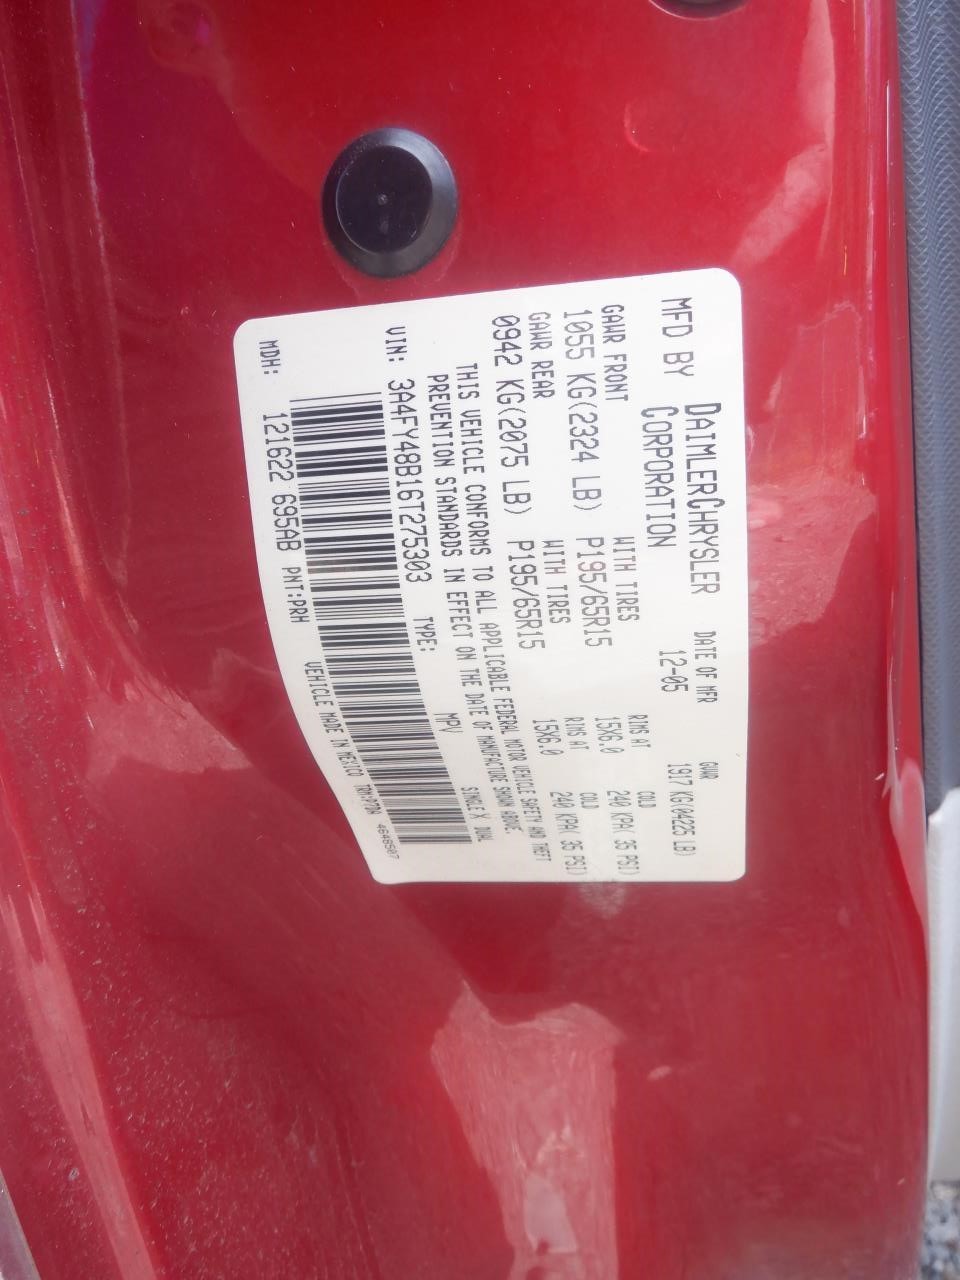 MFD BY DAIMLERCHRYSLER CORPORATION
DATE OF MFR 12-05
GVWR 1917 KG(04225 LB)
GAWR FRONT WITH TIRES RIMS AT COLD
1055 KG(2324 LB) P195/65R15 15X6.0 240 KPA( 35 PSI)
GAWR REAR WITH TIRES RIMS AT COLD
0942 KG(2075 LB) P195/65R15 15X6.0 240 KPA( 35 PSI)
THIS VEHICLE CONFORMS TO ALL APPLICABLE FEDERAL MOTOR VEHICLE SAFETY AND THEFT
PREVENTION STANDARDS IN EFFECT ON THE DATE OF MANUFACTURE SHOWN ABOVE.
VIN: 3A4FY48B16T275303 TYPE: MPV SINGLE X DUAL
MDH: 121622 695AB PNT:PRH VEHICLE MADE IN MEXICO 4648507